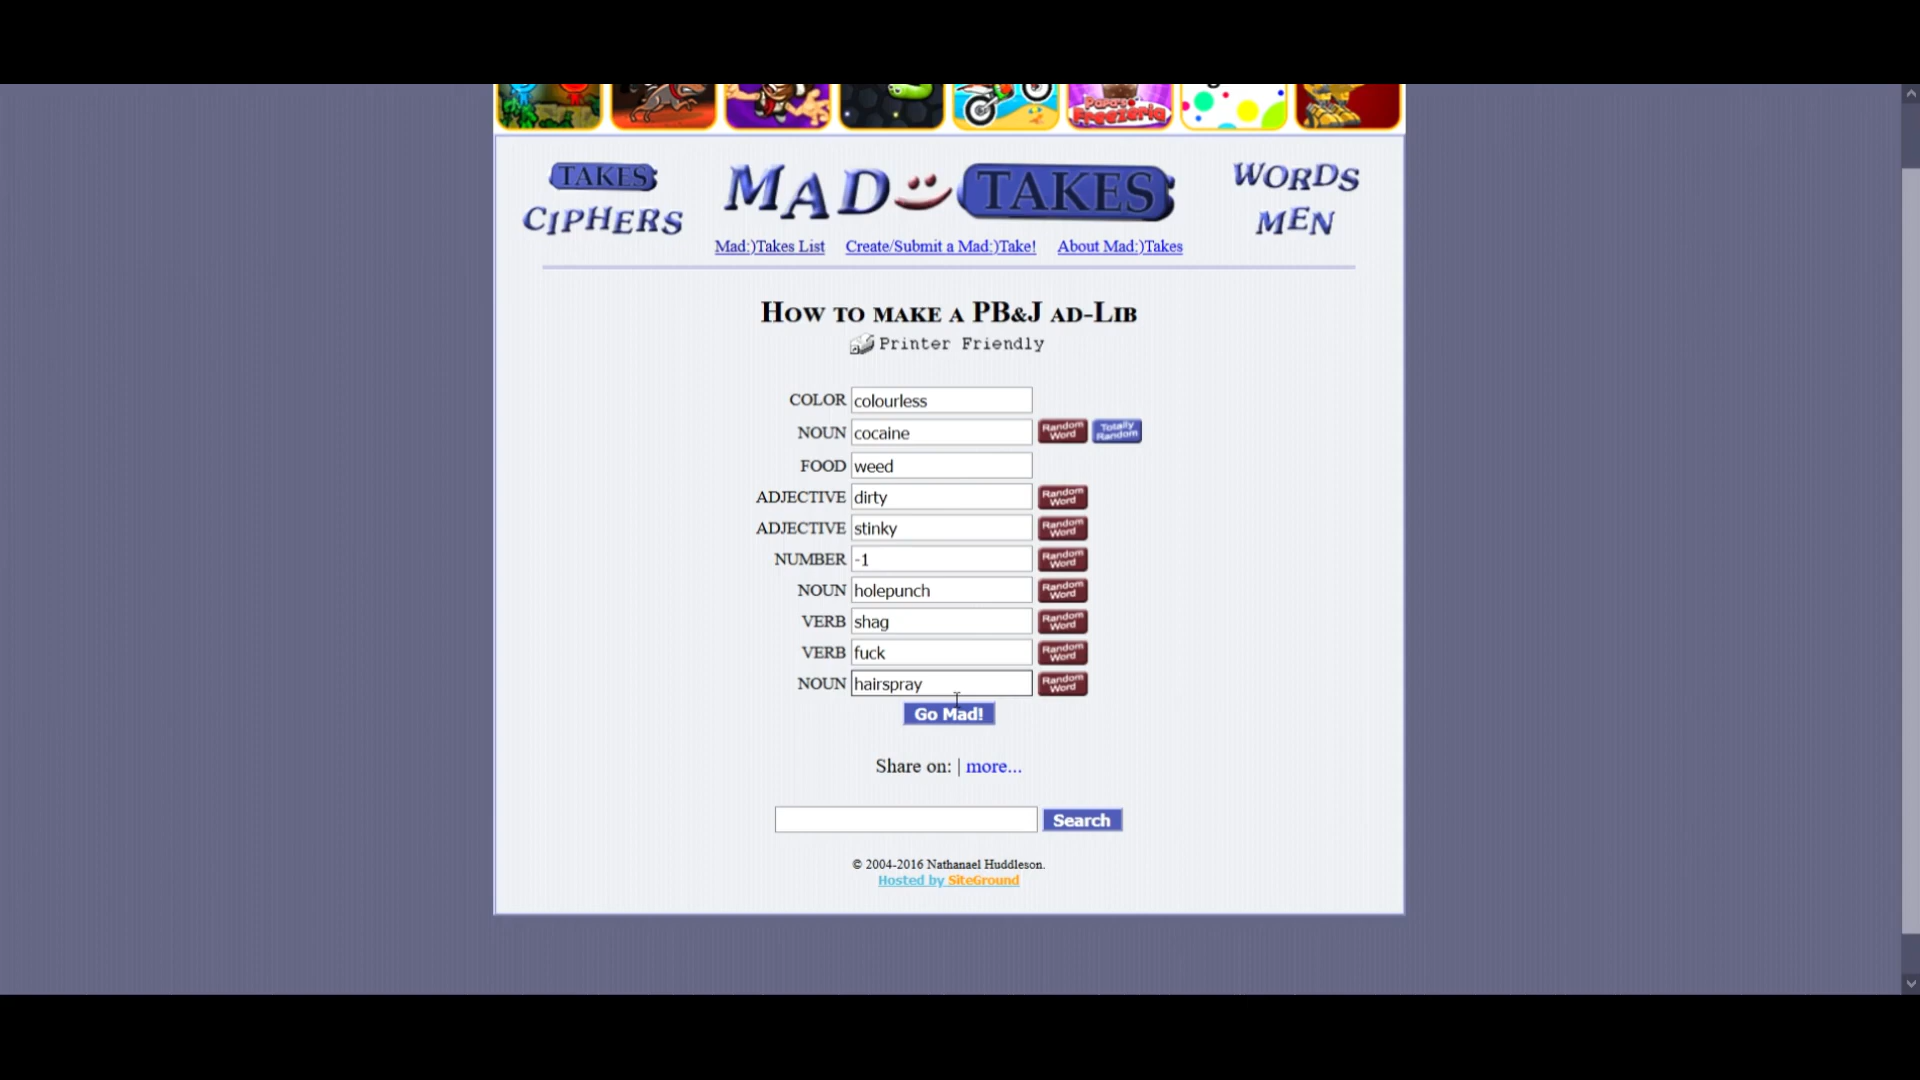 Papa's
Freezeria
TAKES
CIPHERS
MAD TAKES
WORDS
MEN
Mad:)Takes List Create/Submit a Mad:)Take! About Mad:)Takes
HOW TO MAKE A PB&J AD-LIB
Printer Friendly
COLOR colourless
NOUN cocaine Random Word Totally Random
FOOD weed
ADJECTIVE dirty Random Word
ADJECTIVE stinky Random Word
NUMBER -1 Random Word
NOUN holepunch Random Word
VERB shag Random Word
VERB fuck Random Word
NOUN hairspray Random Word
Go Mad!
Share on: | more...
Search
© 2004-2016 Nathanael Huddleson.
Hosted by SiteGround